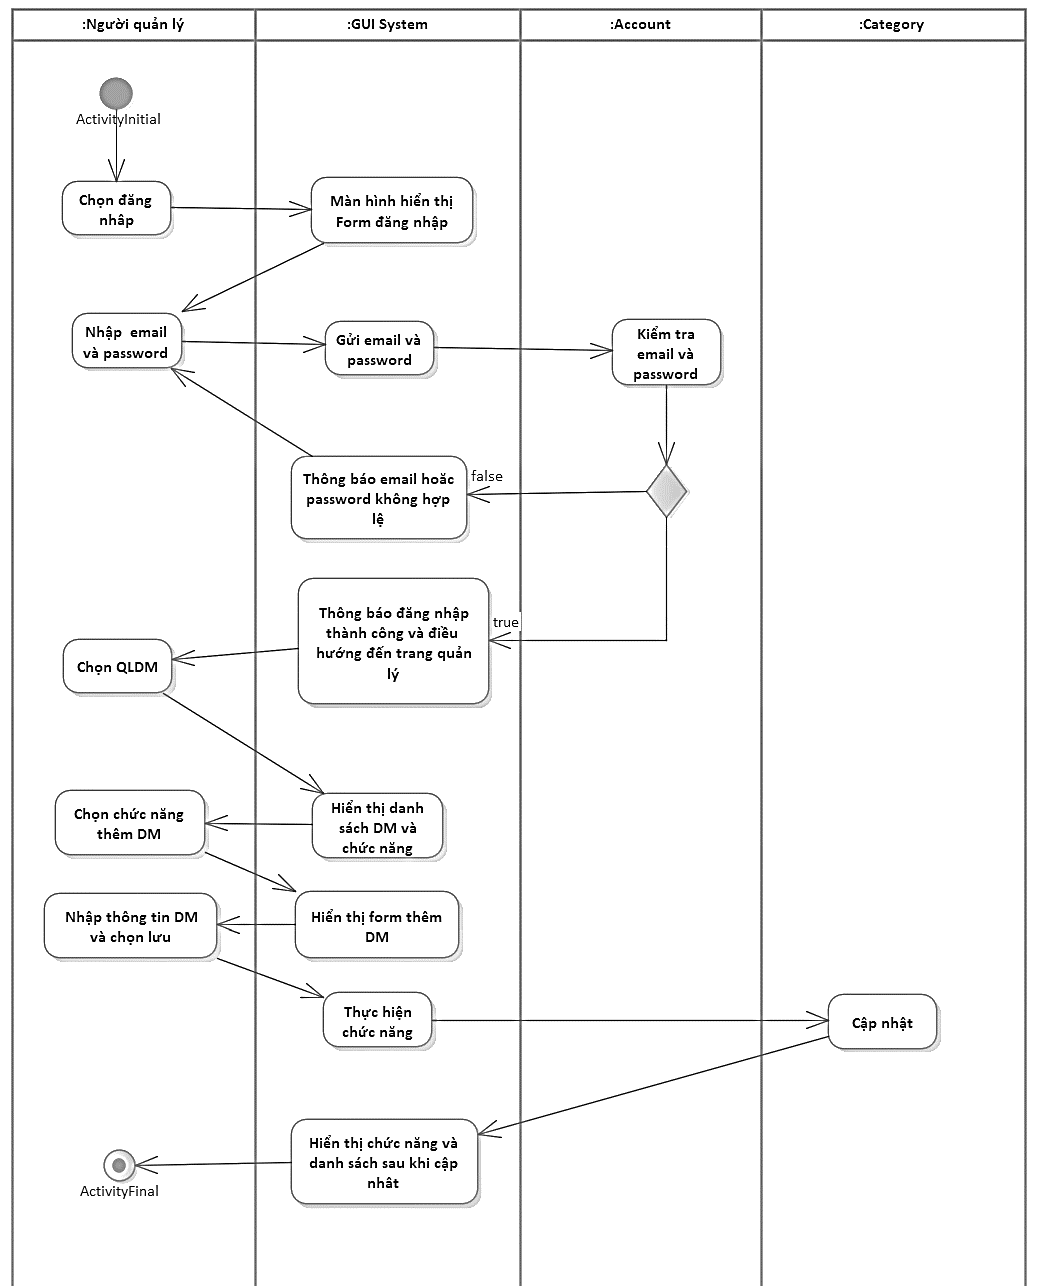 :Người quản lý
:GUI System
:Account
:Category
ActivityInitial
Chọn đăng
nhâp
Màn hình hiển thị
Form đăng nhập
Nhập email
và password
Gửi email và
password
Kiểm tra
email và
password
Thông báo email hoăc
password không hợp
lệ
false
Thông báo đăng nhập
thành công và điều
hướng đến trang quản
lý
true
Chọn QLDM
Hiển thị danh
sách DM và
chức năng
Chọn chức năng
thêm DM
Hiển thị form thêm
DM
Nhập thông tin DM
và chọn lưu
Thực hiện
chức năng
Cập nhật
Hiển thị chức năng và
danh sách sau khi cập
nhât
ActivityFinal